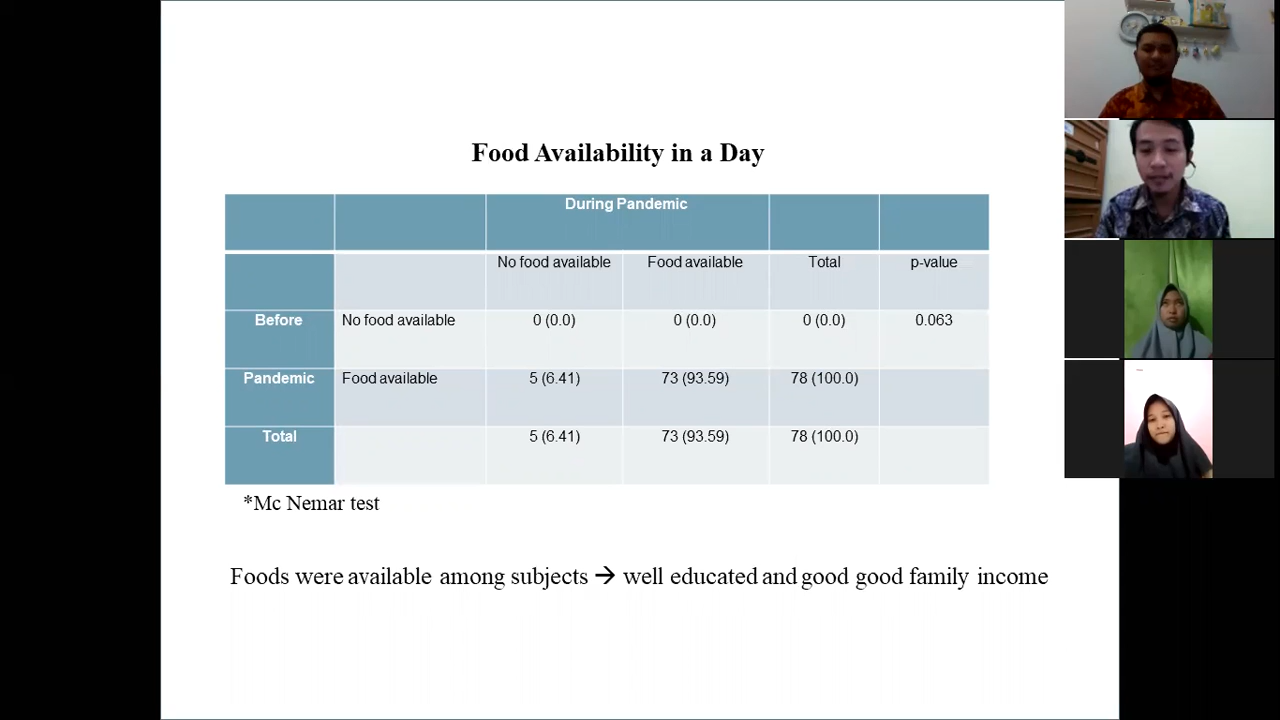 Food Availability in a Day
During Pandemic
No food available Food available Total p-value
Before No food available 0 (0.0) 0 (0.0) 0 (0.0) 0.063
Pandemic Food available 5 (6.41) 73 (93.59) 78 (100.0)
Total 5 (6.41) 73 (93.59) 78 (100.0)
*Mc Nemar test
Foods were available among subjects → well educated and good good family income